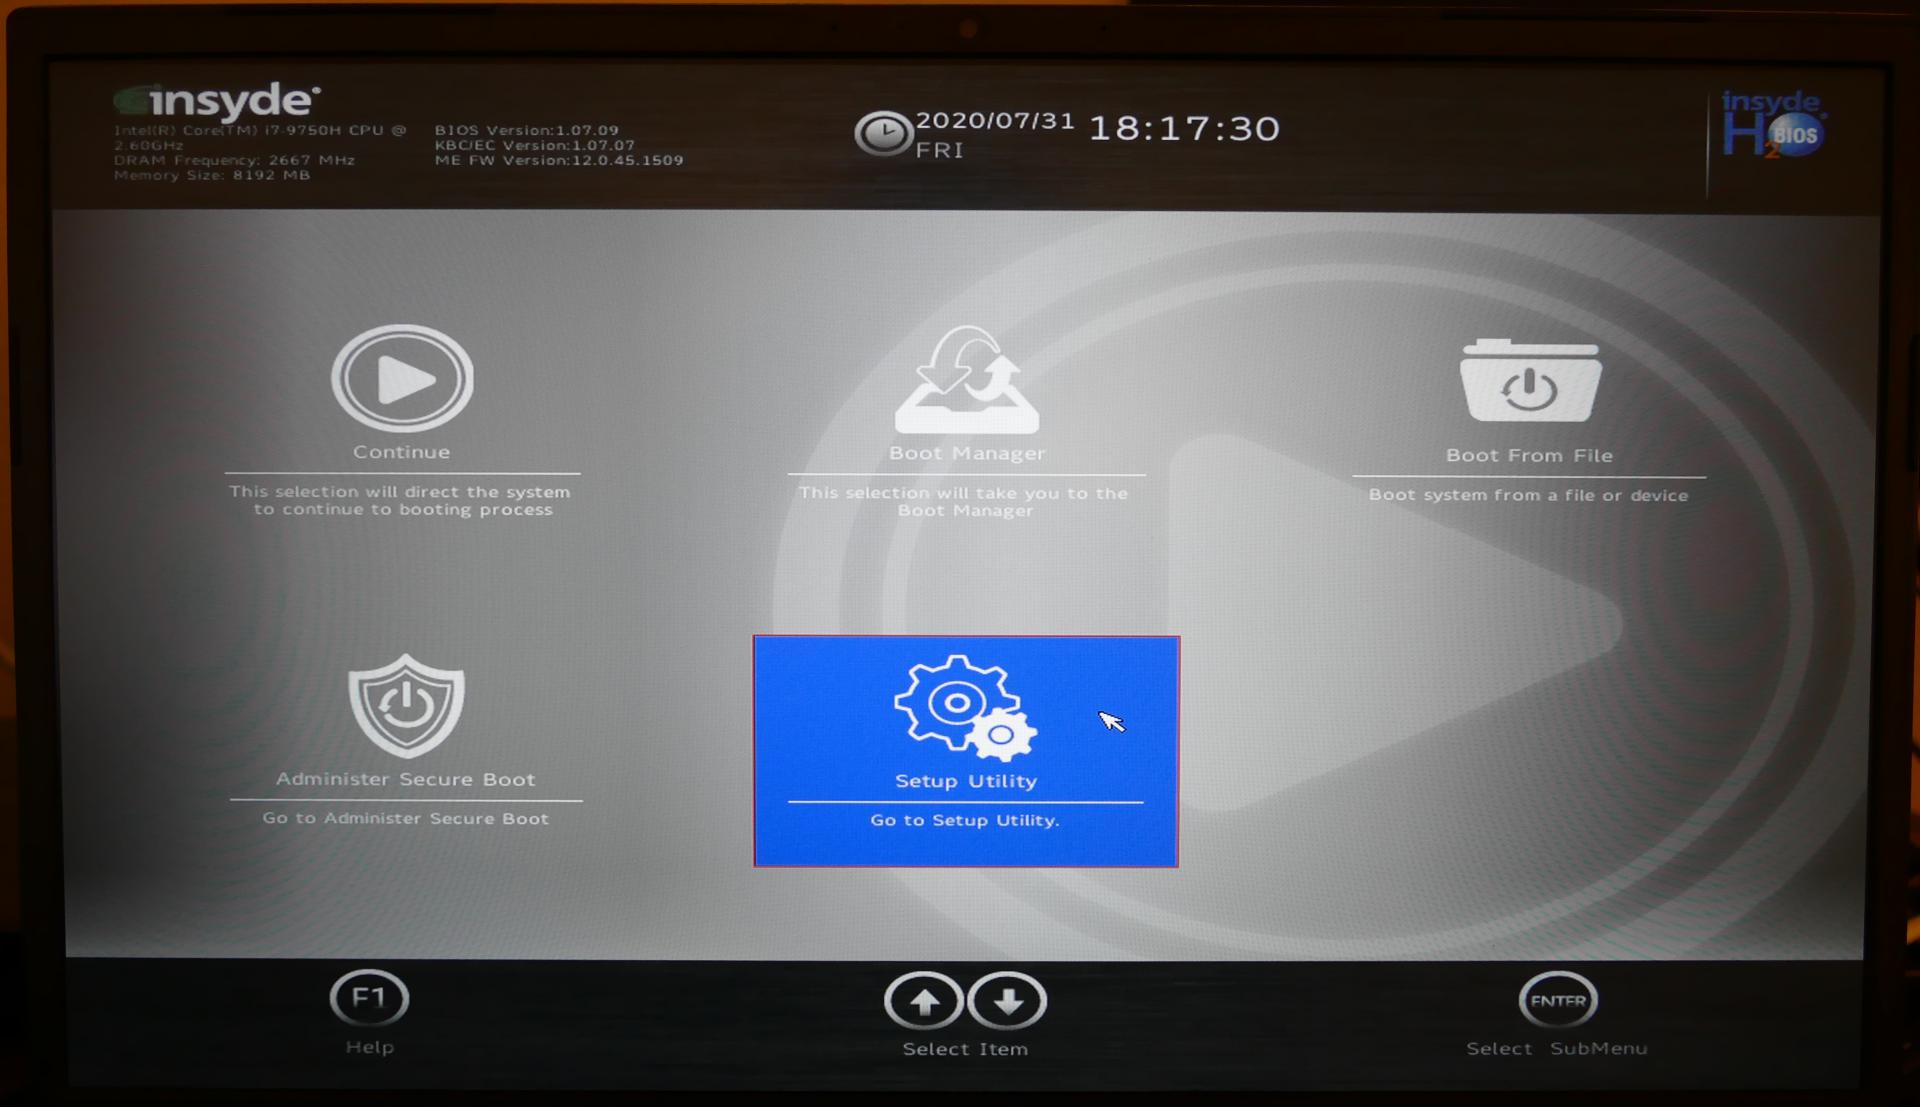 insyde
Intel(R) Core(TM) i7-9750H CPU @
2.60GHz
DRAM Frequency: 2667 MHz
Memory Size: 8192 MB
BIOS Version:1.07.09
KBC/EC Version:1.07.07
ME FW Version:12.0.45.1509
2020/07/31
FRI
18:17:30
insyde
H2
BIOS
Continue
This selection will direct the system
to continue to booting process
Boot Manager
This selection will take you to the
Boot Manager
Boot From File
Boot system from a file or device
Administer Secure Boot
Go to Administer Secure Boot
Setup Utility
Go to Setup Utility.
F1
Help
Select Item
ENTER
Select SubMenu